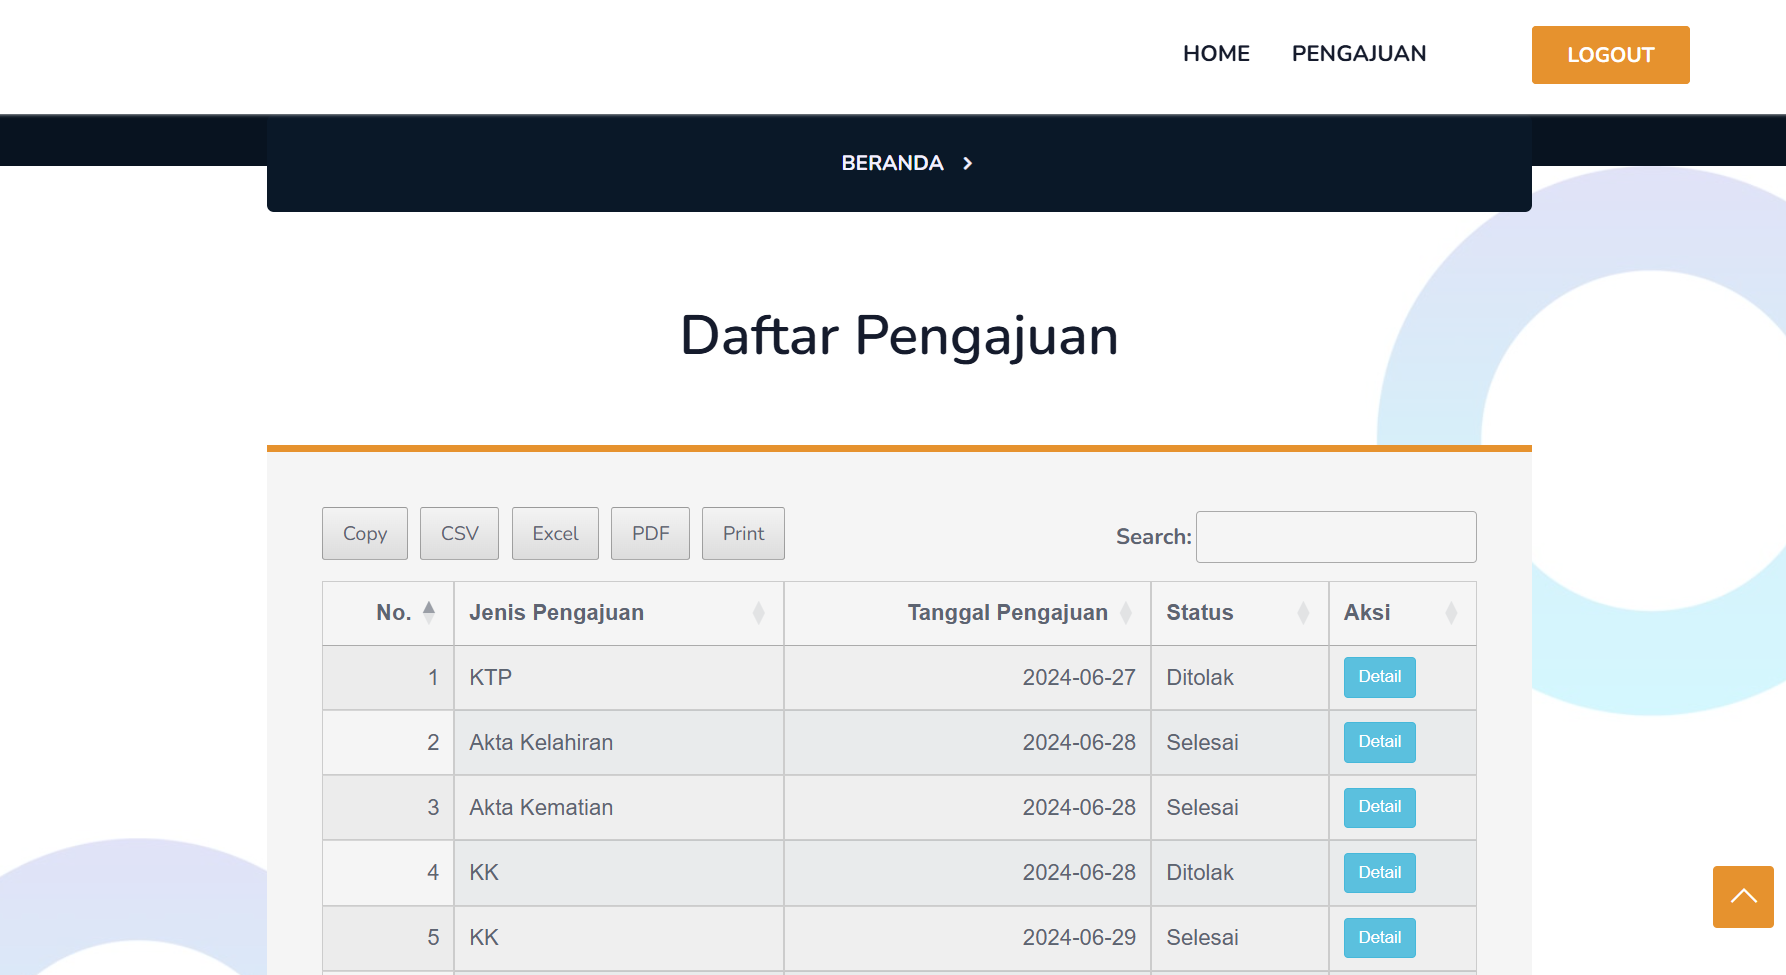 HOME PENGAJUAN LOGOUT
BERANDA
Daftar Pengajuan
Copy CSV Excel PDF Print Search:
No. Jenis Pengajuan Tanggal Pengajuan Status Aksi
1 KTP 2024-06-27 Ditolak Detail
2 Akta Kelahiran 2024-06-28 Selesai Detail
3 Akta Kematian 2024-06-28 Selesai Detail
4 KK 2024-06-28 Ditolak Detail
5 KK 2024-06-29 Selesai Detail